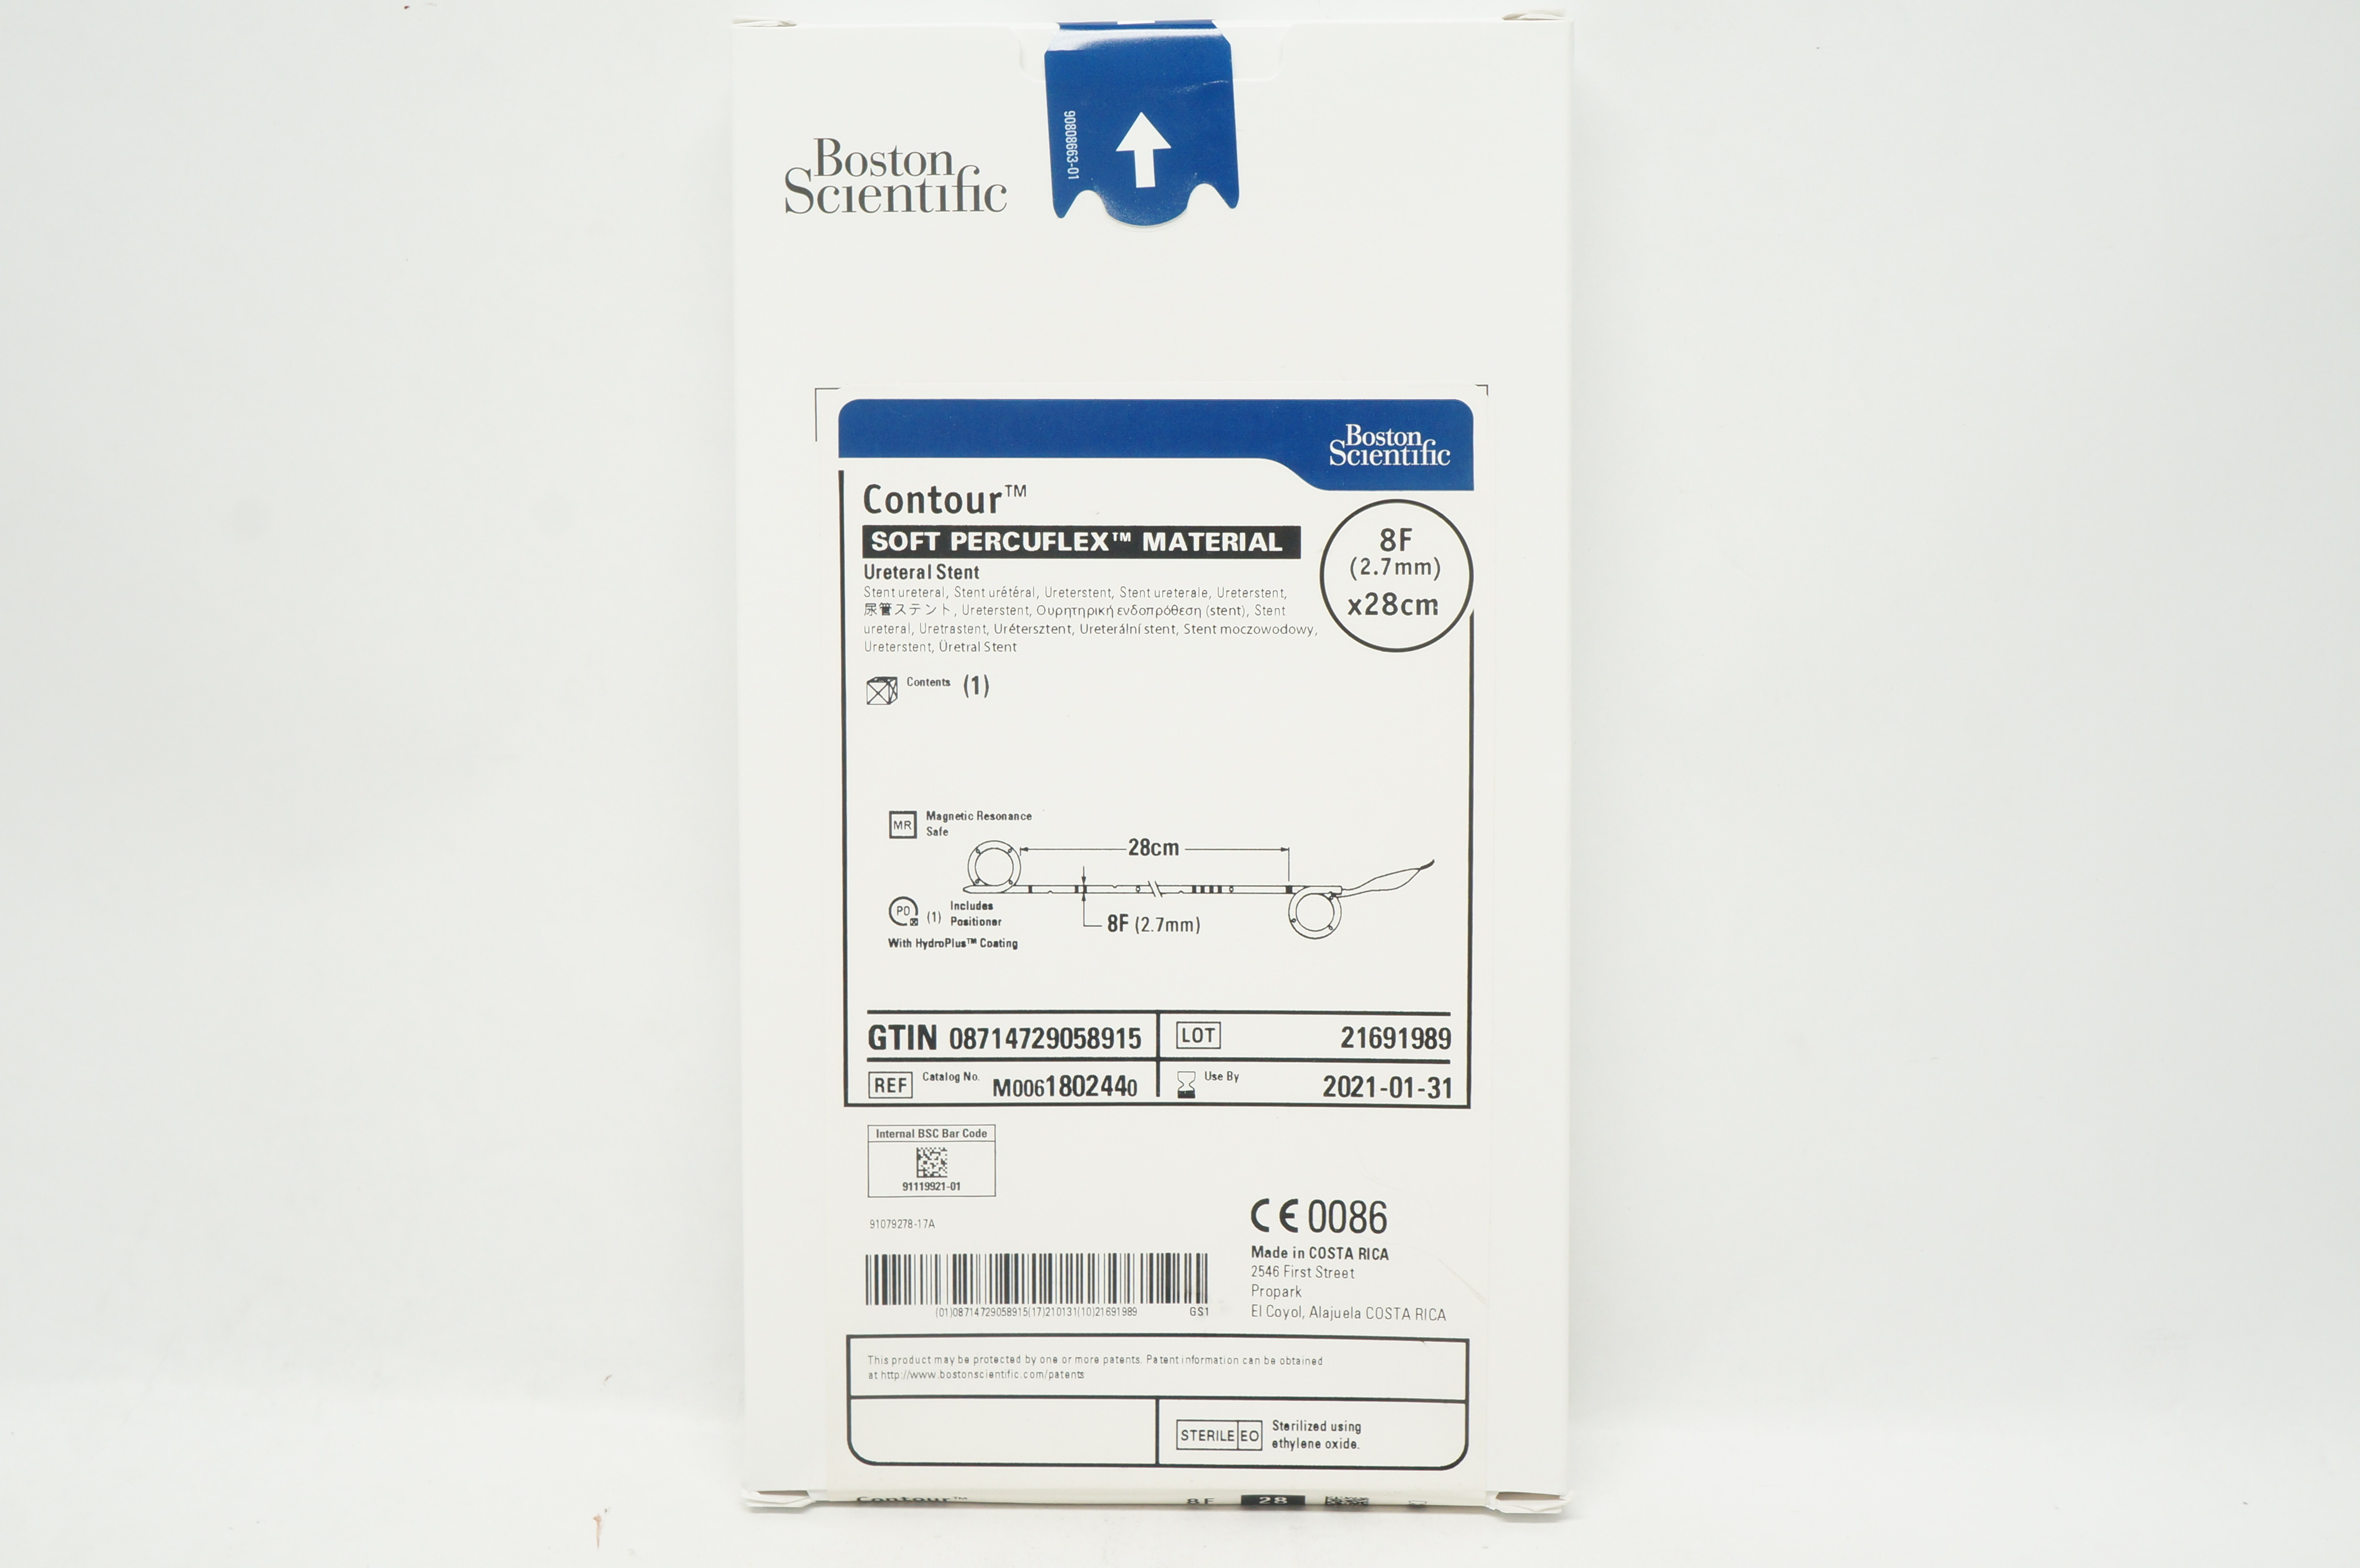 90808663-01
Boston
Scientific
Boston
Scientific
Contour™
SOFT PERCUFLEX™ MATERIAL
Ureteral Stent
8F
(2.7mm)
x28cm
Stent ureteral, Stent urétéral, Ureterstent, Stent ureterale, Ureterstent,
尿管ステント, Ureterstent, Ουρητηρική ενδοπρόθεση (stent), Stent
ureteral, Uretrastent, Urétersztent, Ureterální stent, Stent moczowodowy,
Ureterstent, Üretral Stent
Contents (1)
MR Magnetic Resonance
Safe
28cm
PO (1) Includes
Positioner
8F (2.7mm)
With HydroPlus™ Coating
GTIN 08714729058915 LOT 21691989
REF Catalog No. M0061802440 Use By 2021-01-31
Internal BSC Bar Code
91119921-01
91079278-17A
CE 0086
Made in COSTA RICA
2546 First Street
Propark
El Coyol, Alajuela COSTA RICA
(01)08714729058915(17)210131(10)21691989 GS1
This product may be protected by one or more patents. Patent information can be obtained
at http://www.bostonscientific.com/patents
STERILE EO Sterilized using
ethylene oxide.
Contour™ 8F 28